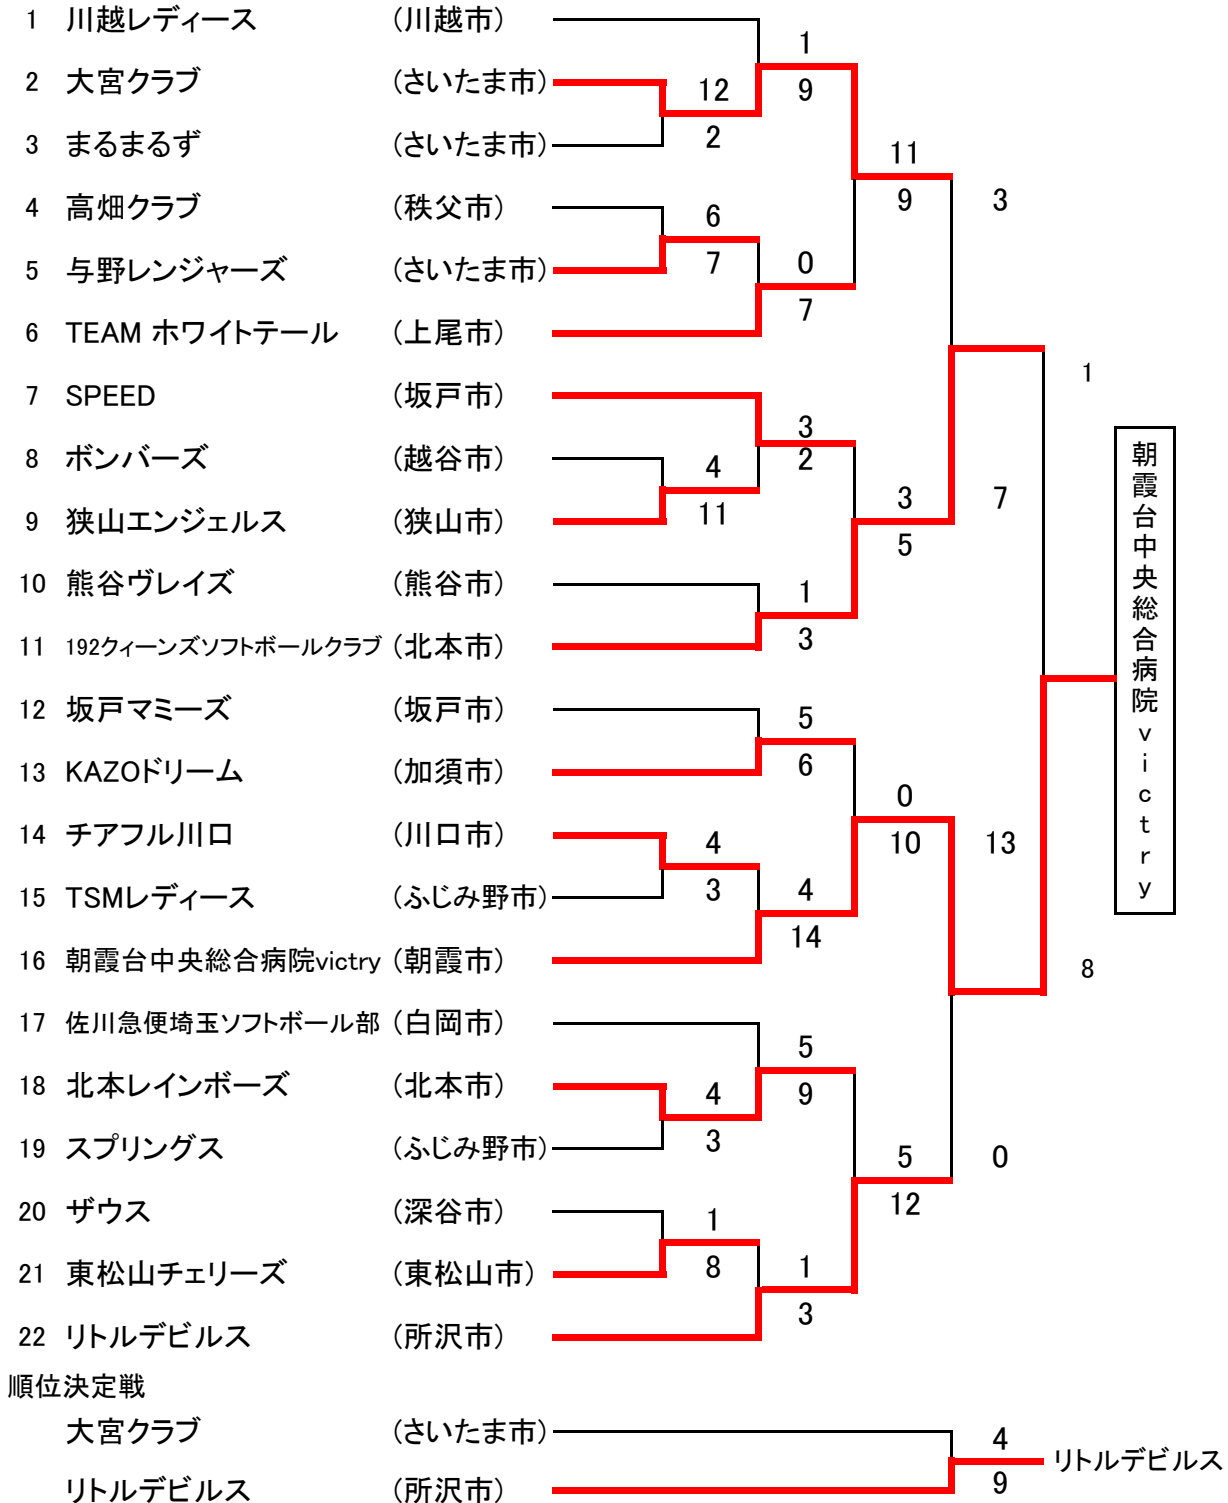 1 川越レディース (川越市)
1
2 大宮クラブ (さいたま市) 12 9
3 まるまるず (さいたま市) 2
11
4 高畑クラブ (秩父市) 6 9 3
5 与野レンジャーズ (さいたま市) 7 0
7
6 TEAM ホワイトテール (上尾市)
1
7 SPEED (坂戸市)
3
8 ボンバーズ (越谷市) 4 2
3 7
9 狭山エンジェルス (狭山市) 11
5
10 熊谷ヴレイズ (熊谷市) 1
11 192クィーンズソフトボールクラブ (北本市) 3
12 坂戸マミーズ (坂戸市) 5
13 KAZOドリーム (加須市) 6
0
14 チアフル川口 (川口市) 4 10 13
15 TSMレディース (ふじみ野市) 3 4
14
16 朝霞台中央総合病院victry (朝霞市)
8
17 佐川急便埼玉ソフトボール部 (白岡市)
5
18 北本レインボーズ (北本市) 4 9
19 スプリングス (ふじみ野市) 3
5 0
20 ザウス (深谷市) 1 12
21 東松山チェリーズ (東松山市) 8 1
3
22 リトルデビルス (所沢市)
朝霞台中央総合病院victry
順位決定戦
大宮クラブ (さいたま市) 4
リトルデビルス
リトルデビルス (所沢市) 9